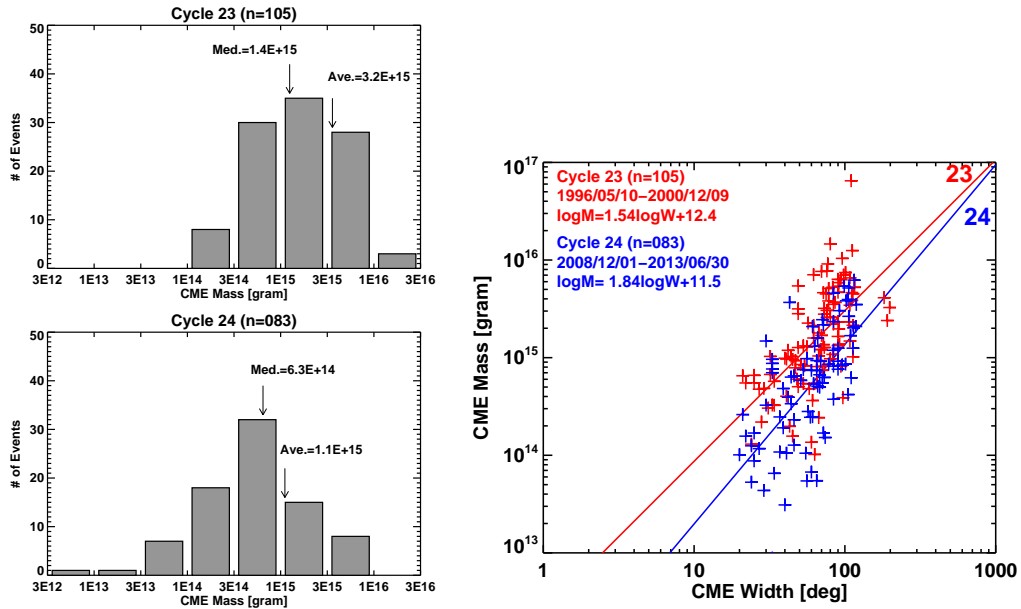 Cycle 23 (n=105)
50
40
30
20
10
0
# of Events
Med.=1.4E+15
Ave.=3.2E+15
3E12 1E13 3E13 1E14 3E14 1E15 3E15 1E16 3E16
CME Mass [gram]
Cycle 24 (n=083)
50
40
30
20
10
0
# of Events
Med.=6.3E+14
Ave.=1.1E+15
3E12 1E13 3E13 1E14 3E14 1E15 3E15 1E16 3E16
CME Mass [gram]
10^17
10^16
10^15
10^14
10^13
CME Mass [gram]
Cycle 23 (n=105)
1996/05/10−2000/12/09
logM=1.54logW+12.4
Cycle 24 (n=083)
2008/12/01−2013/06/30
logM= 1.84logW+11.5
23
24
1 10 100 1000
CME Width [deg]